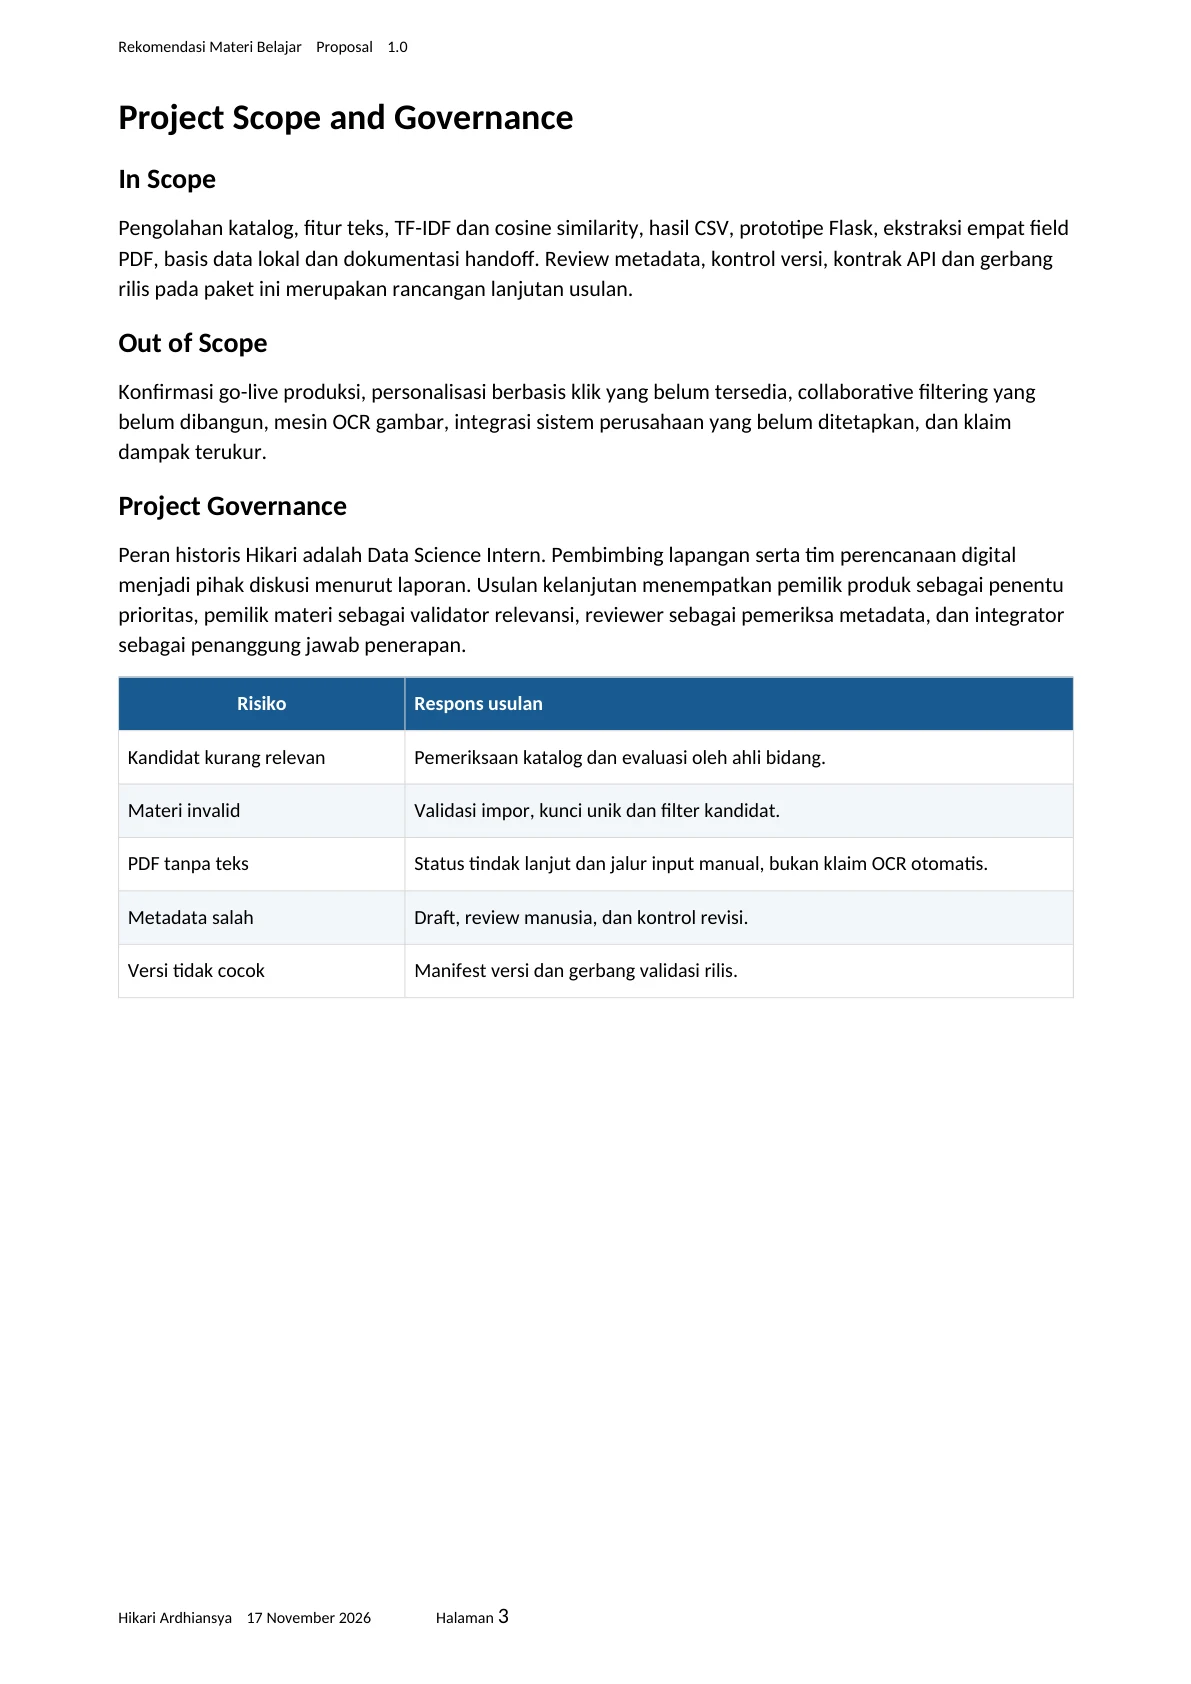 Rekomendasi Materi Belajar Proposal 1.0
Project Scope and Governance
In Scope
Pengolahan katalog, fitur teks, TF-IDF dan cosine similarity, hasil CSV, prototipe Flask, ekstraksi empat field
PDF, basis data lokal dan dokumentasi handoff. Review metadata, kontrol versi, kontrak API dan gerbang
rilis pada paket ini merupakan rancangan lanjutan usulan.
Out of Scope
Konfirmasi go-live produksi, personalisasi berbasis klik yang belum tersedia, collaborative filtering yang
belum dibangun, mesin OCR gambar, integrasi sistem perusahaan yang belum ditetapkan, dan klaim
dampak terukur.
Project Governance
Peran historis Hikari adalah Data Science Intern. Pembimbing lapangan serta tim perencanaan digital
menjadi pihak diskusi menurut laporan. Usulan kelanjutan menempatkan pemilik produk sebagai penentu
prioritas, pemilik materi sebagai validator relevansi, reviewer sebagai pemeriksa metadata, dan integrator
sebagai penanggung jawab penerapan.
Risiko Respons usulan
Kandidat kurang relevan Pemeriksaan katalog dan evaluasi oleh ahli bidang.
Materi invalid Validasi impor, kunci unik dan filter kandidat.
PDF tanpa teks Status tindak lanjut dan jalur input manual, bukan klaim OCR otomatis.
Metadata salah Draft, review manusia, dan kontrol revisi.
Versi tidak cocok Manifest versi dan gerbang validasi rilis.
Hikari Ardhiansya 17 November 2026 Halaman 3